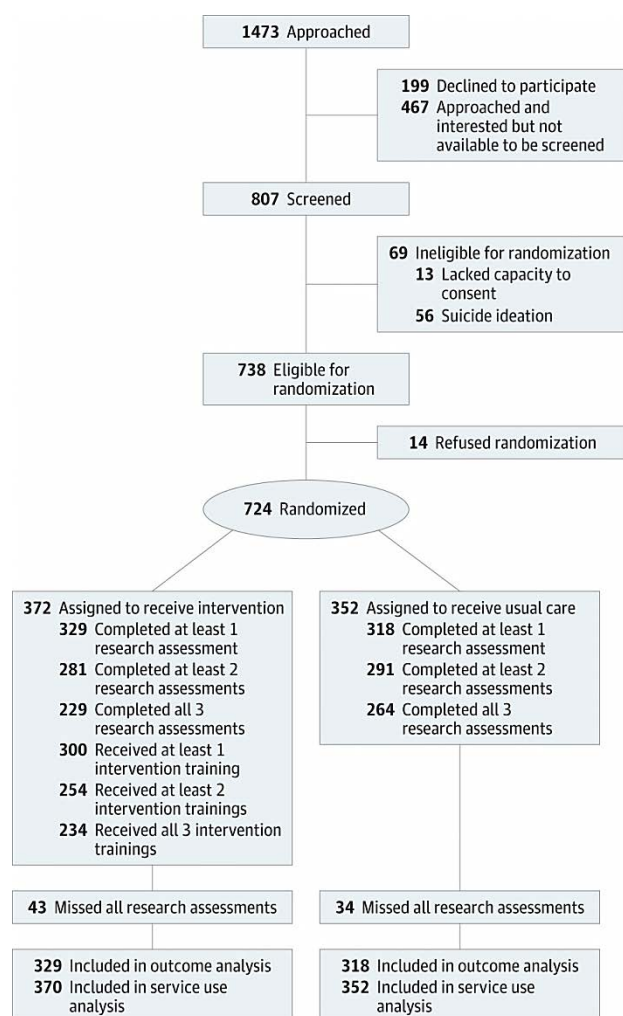 1473 Approached
199 Declined to participate
467 Approached and
interested but not
available to be screened
807 Screened
69 Ineligible for randomization
13 Lacked capacity to
consent
56 Suicide ideation
738 Eligible for
randomization
14 Refused randomization
724 Randomized
372 Assigned to receive intervention
329 Completed at least 1
research assessment
281 Completed at least 2
research assessments
229 Completed all 3
research assessments
300 Received at least 1
intervention training
254 Received at least 2
intervention trainings
234 Received all 3 intervention
trainings
352 Assigned to receive usual care
318 Completed at least 1
research assessment
291 Completed at least 2
research assessments
264 Completed all 3
research assessments
43 Missed all research assessments
34 Missed all research assessments
329 Included in outcome analysis
370 Included in service use
analysis
318 Included in outcome analysis
352 Included in service use
analysis